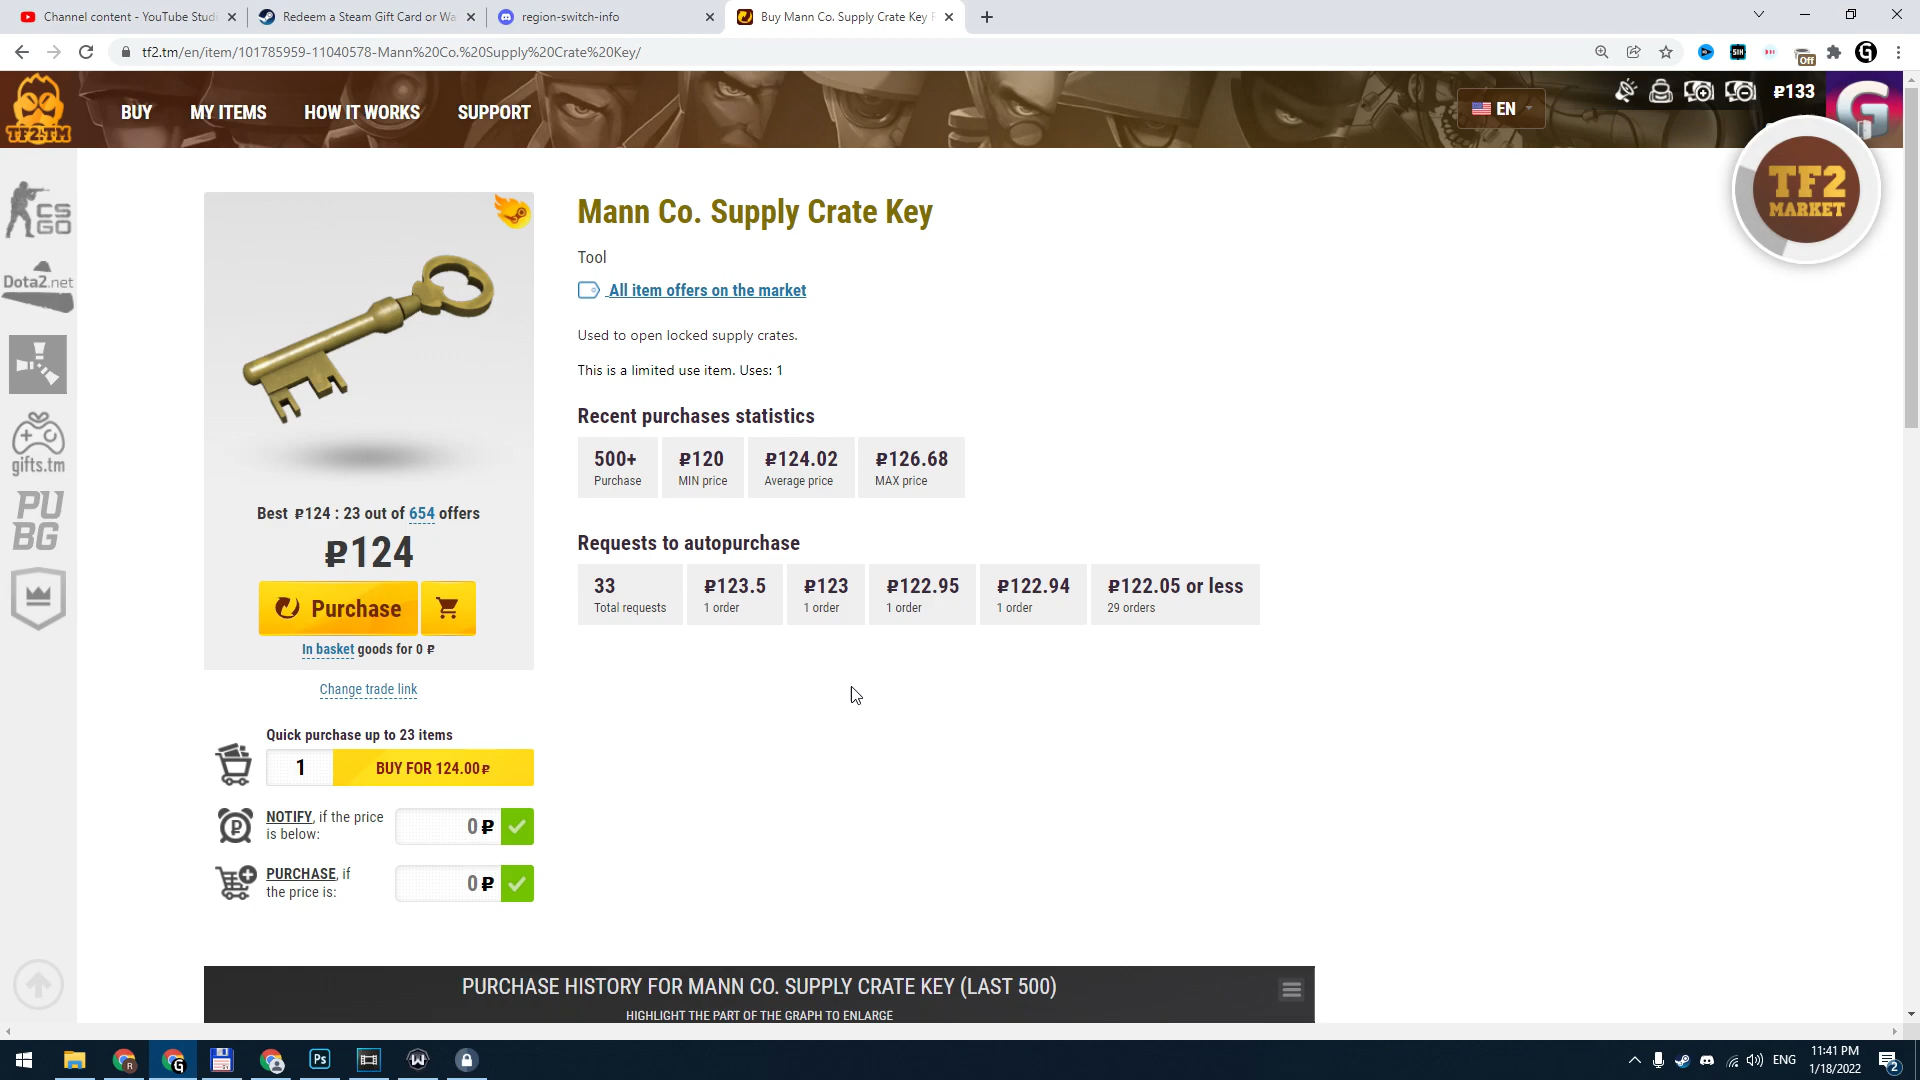 Channel content - YouTube Studi
Redeem a Steam Gift Card or Wa
region-switch-info
Buy Mann Co. Supply Crate Key F
tf2.tm/en/item/101785959-11040578-Mann%20Co.%20Supply%20Crate%20Key/
Off
G
TF2.TM
BUY
MY ITEMS
HOW IT WORKS
SUPPORT
EN
₽133
G
TF2
MARKET
CS
GO
Dota2.net
gifts.tm
PU
BG
Mann Co. Supply Crate Key
Tool
All item offers on the market
Used to open locked supply crates.
This is a limited use item. Uses: 1
Recent purchases statistics
500+ ₽120 ₽124.02 ₽126.68
Purchase MIN price Average price MAX price
Requests to autopurchase
33 ₽123.5 ₽123 ₽122.95 ₽122.94 ₽122.05 or less
Total requests 1 order 1 order 1 order 1 order 29 orders
Best ₽124 : 23 out of 654 offers
₽124
Purchase
In basket goods for 0 ₽
Change trade link
Quick purchase up to 23 items
1 BUY FOR 124.00₽
NOTIFY, if the price
is below:
0 ₽
PURCHASE, if
the price is:
0 ₽
PURCHASE HISTORY FOR MANN CO. SUPPLY CRATE KEY (LAST 500)
HIGHLIGHT THE PART OF THE GRAPH TO ENLARGE
R
G
Ps
W
ENG
11:41 PM
1/18/2022
2